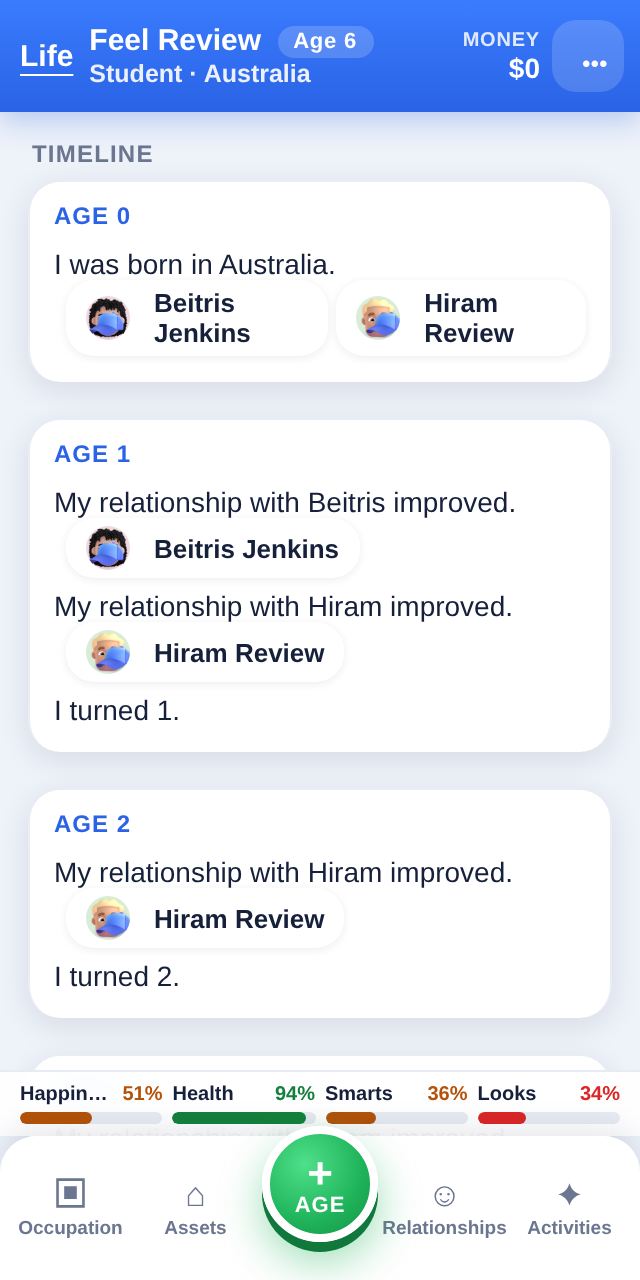 Life
Feel Review Age 6
Student · Australia
MONEY
$0
...
TIMELINE
AGE 0
I was born in Australia.
Beitris Jenkins
Hiram Review
AGE 1
My relationship with Beitris improved.
Beitris Jenkins
My relationship with Hiram improved.
Hiram Review
I turned 1.
AGE 2
My relationship with Hiram improved.
Hiram Review
I turned 2.
Happin... 51% Health 94% Smarts 36% Looks 34%
+
AGE
Occupation Assets Relationships Activities